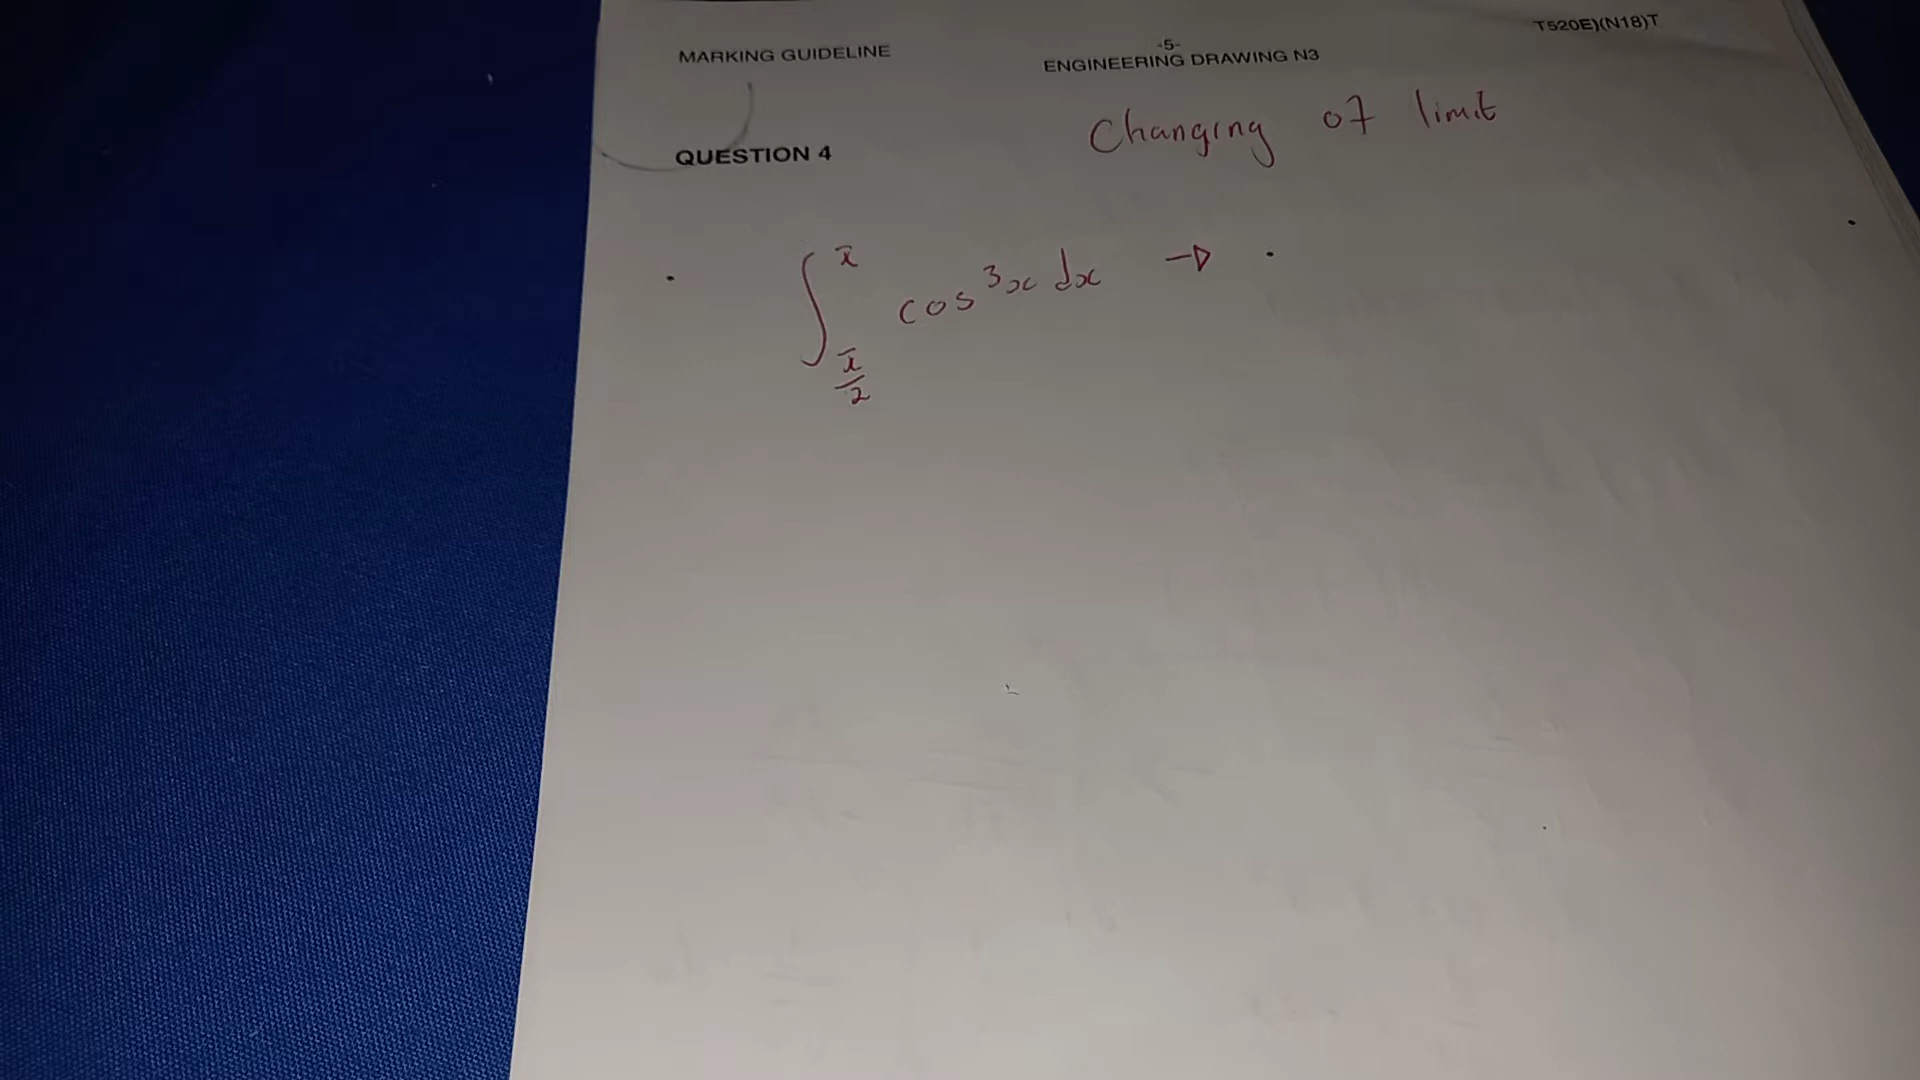 T520E)(N18)T
MARKING GUIDELINE
-5-
ENGINEERING DRAWING N3
Changing of limit
QUESTION 4
∫_{π/2}^{π} cos³x dx →